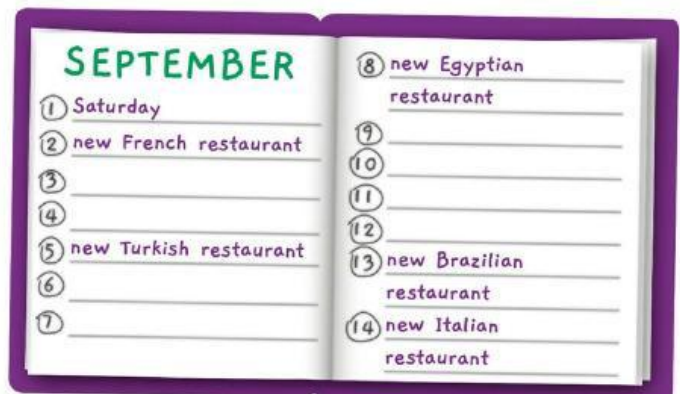 SEPTEMBER
1 Saturday
2 new French restaurant
3
4
5 new Turkish restaurant
6
7
8 new Egyptian
restaurant
9
10
11
12
13 new Brazilian
restaurant
14 new Italian
restaurant